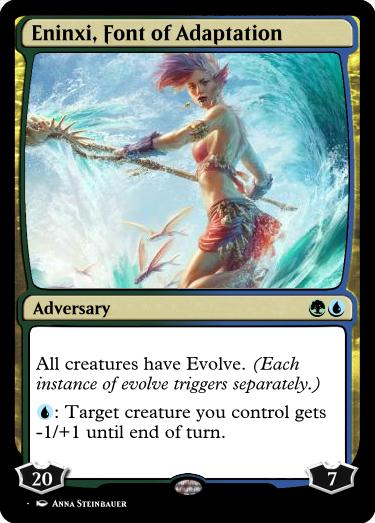 Eninxi, Font of Adaptation
Adversary
All creatures have Evolve. (Each
instance of evolve triggers separately.)
: Target creature you control gets
-1/+1 until end of turn.
20
7
Anna Steinbauer